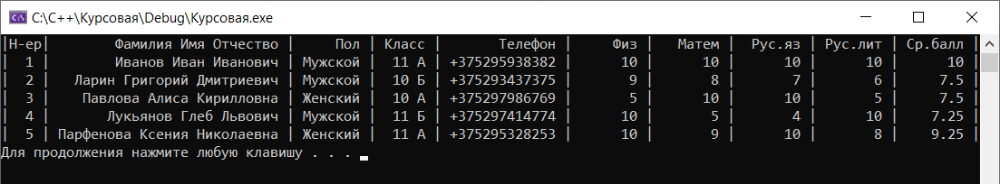 C:\C++\Курсовая\Debug\Курсовая.exe
|Н-ер| Фамилия Имя Отчество | Пол | Класс | Телефон | Физ | Матем | Рус.яз | Рус.лит | Ср.балл |
| 1 | Иванов Иван Иванович | Мужской | 11 А | +375295938382 | 10 | 10 | 10 | 10 | 10 |
| 2 | Ларин Григорий Дмитриевич | Мужской | 10 Б | +375293437375 | 9 | 8 | 7 | 6 | 7.5 |
| 3 | Павлова Алиса Кирилловна | Женский | 10 А | +375297986769 | 5 | 10 | 10 | 5 | 7.5 |
| 4 | Лукьянов Глеб Львович | Мужской | 11 Б | +375297414774 | 10 | 5 | 4 | 10 | 7.25 |
| 5 | Парфенова Ксения Николаевна | Женский | 11 А | +375295328253 | 10 | 9 | 10 | 8 | 9.25 |
Для продолжения нажмите любую клавишу . . .